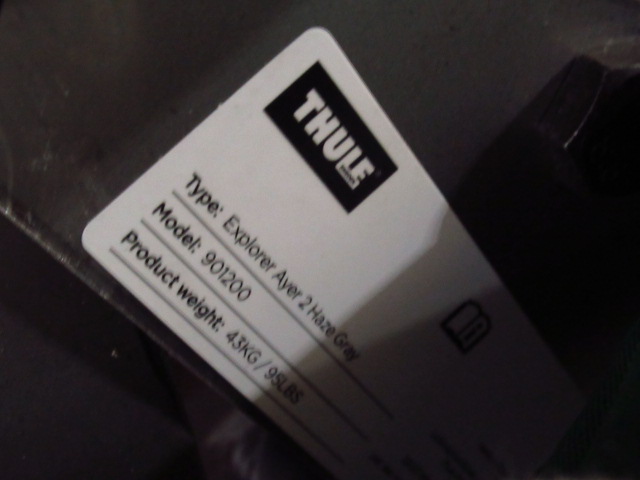 THULE
Type: Explorer Ayer 2 Haze Gray
Model: 901200
Product weight: 43KG / 95LBS